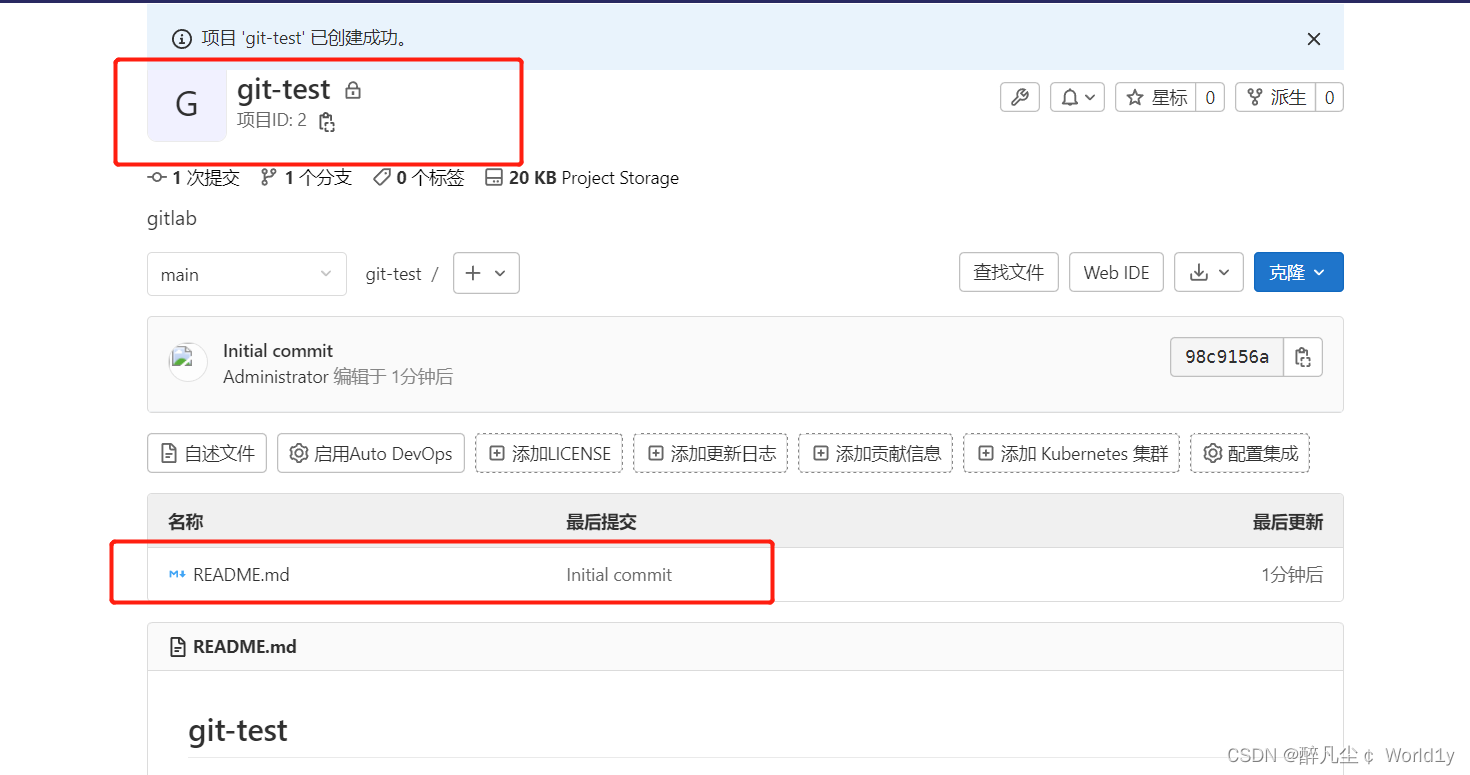 项目 'git-test' 已创建成功。
G
git-test
项目ID: 2
星标 0
派生 0
1 次提交 1 个分支 0 个标签 20 KB Project Storage
gitlab
main
git-test /
查找文件
Web IDE
克隆
Initial commit
98c9156a
Administrator 编辑于 1分钟后
自述文件 启用Auto DevOps 添加LICENSE 添加更新日志 添加贡献信息 添加 Kubernetes 集群 配置集成
名称 最后提交 最后更新
M README.md Initial commit 1分钟后
README.md
git-test
CSDN @醉凡尘¢ World1y